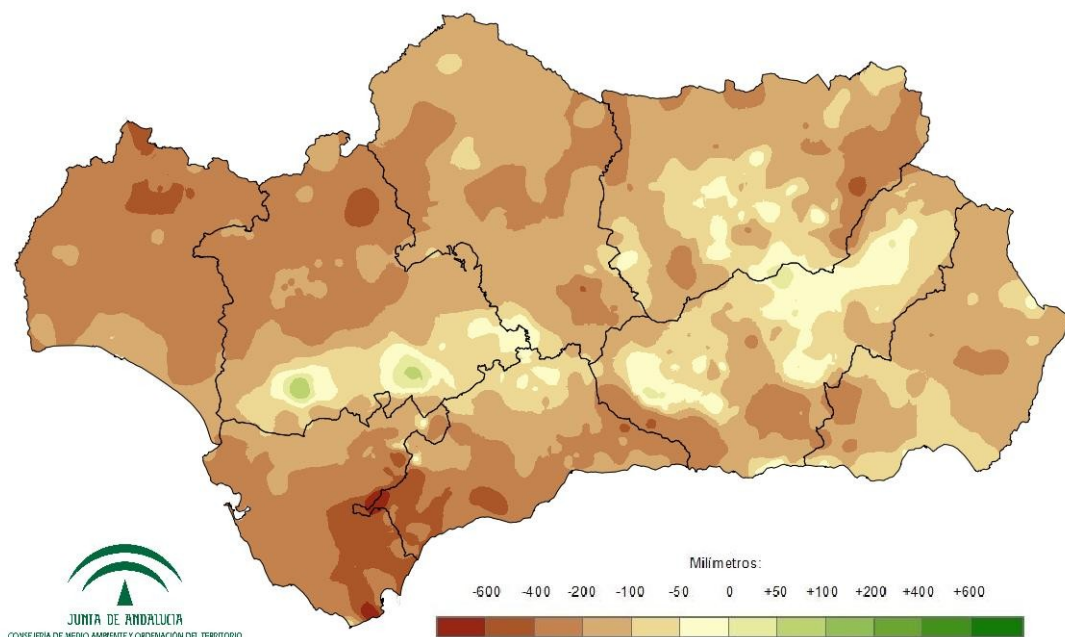 Milímetros:
-600 -400 -200 -100 -50 0 +50 +100 +200 +400 +600
JUNTA DE ANDALUCIA
CONSEJERÍA DE MEDIO AMBIENTE Y ORDENACIÓN DEL TERRITORIO